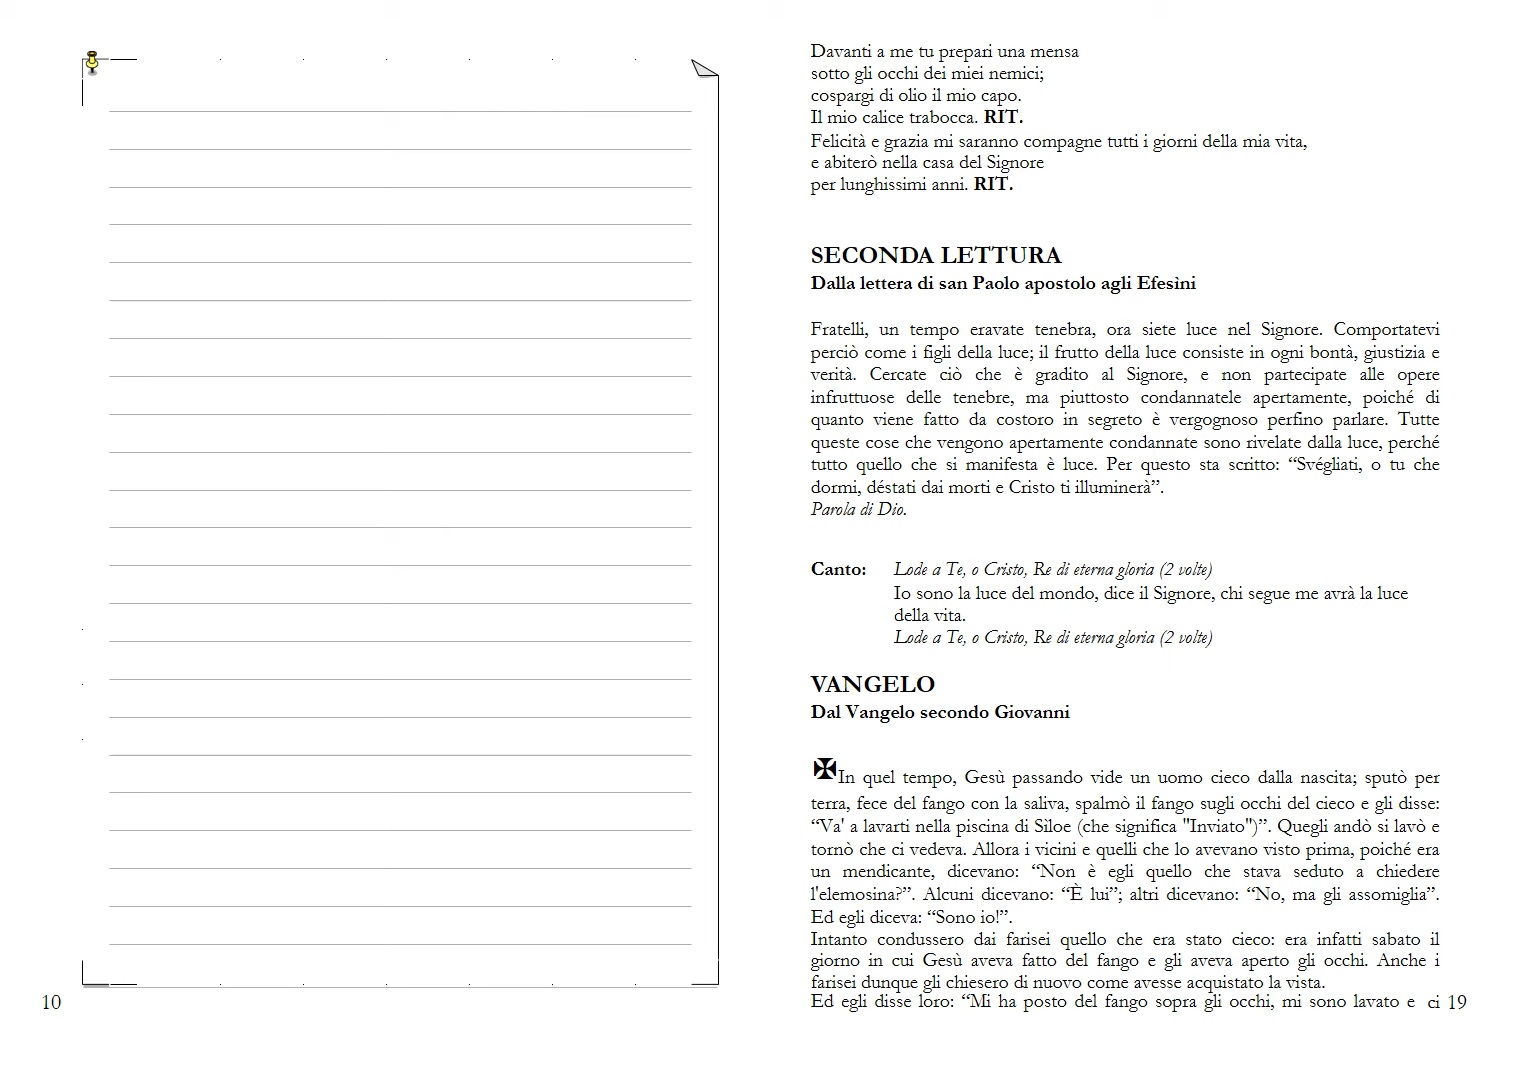 10
Davanti a me tu prepari una mensa
sotto gli occhi dei miei nemici;
cospargi di olio il mio capo.
Il mio calice trabocca. RIT.
Felicità e grazia mi saranno compagne tutti i giorni della mia vita,
e abiterò nella casa del Signore
per lunghissimi anni. RIT.
SECONDA LETTURA
Dalla lettera di san Paolo apostolo agli Efesìni
Fratelli, un tempo eravate tenebra, ora siete luce nel Signore. Comportatevi
perciò come i figli della luce; il frutto della luce consiste in ogni bontà, giustizia e
verità. Cercate ciò che è gradito al Signore, e non partecipate alle opere
infruttuose delle tenebre, ma piuttosto condannatele apertamente, poiché di
quanto viene fatto da costoro in segreto è vergognoso perfino parlare. Tutte
queste cose che vengono apertamente condannate sono rivelate dalla luce, perché
tutto quello che si manifesta è luce. Per questo sta scritto: “Svégliati, o tu che
dormi, déstati dai morti e Cristo ti illuminerà”.
Parola di Dio.
Canto: Lode a Te, o Cristo, Re di eterna gloria (2 volte)
Io sono la luce del mondo, dice il Signore, chi segue me avrà la luce
della vita.
Lode a Te, o Cristo, Re di eterna gloria (2 volte)
VANGELO
Dal Vangelo secondo Giovanni
✠In quel tempo, Gesù passando vide un uomo cieco dalla nascita; sputò per
terra, fece del fango con la saliva, spalmò il fango sugli occhi del cieco e gli disse:
“Va' a lavarti nella piscina di Sìloe (che significa "Inviato")”. Quegli andò si lavò e
tornò che ci vedeva. Allora i vicini e quelli che lo avevano visto prima, poiché era
un mendicante, dicevano: “Non è egli quello che stava seduto a chiedere
l'elemosina?”. Alcuni dicevano: “È lui”; altri dicevano: “No, ma gli assomiglia”.
Ed egli diceva: “Sono io!”.
Intanto condussero dai farisei quello che era stato cieco: era infatti sabato il
giorno in cui Gesù aveva fatto del fango e gli aveva aperto gli occhi. Anche i
farisei dunque gli chiesero di nuovo come avesse acquistato la vista.
Ed egli disse loro: “Mi ha posto del fango sopra gli occhi, mi sono lavato e ci 19